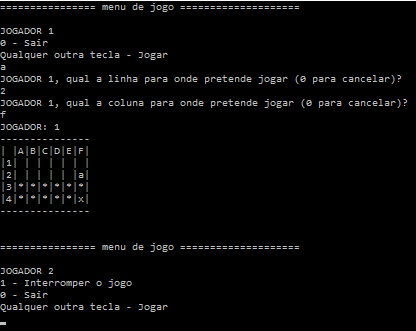 ================ menu de jogo ====================
JOGADOR 1
0 - Sair
Qualquer outra tecla - Jogar
a
JOGADOR 1, qual a linha para onde pretende jogar (0 para cancelar)?
2
JOGADOR 1, qual a coluna para onde pretende jogar (0 para cancelar)?
f
JOGADOR: 1
---------------
| |A|B|C|D|E|F|
|1| | | | | | |
|2| | | | | |a|
|3|*|*|*|*|*|*|
|4|*|*|*|*|*|x|
---------------
================ menu de jogo ====================
JOGADOR 2
1 - Interromper o jogo
0 - Sair
Qualquer outra tecla - Jogar